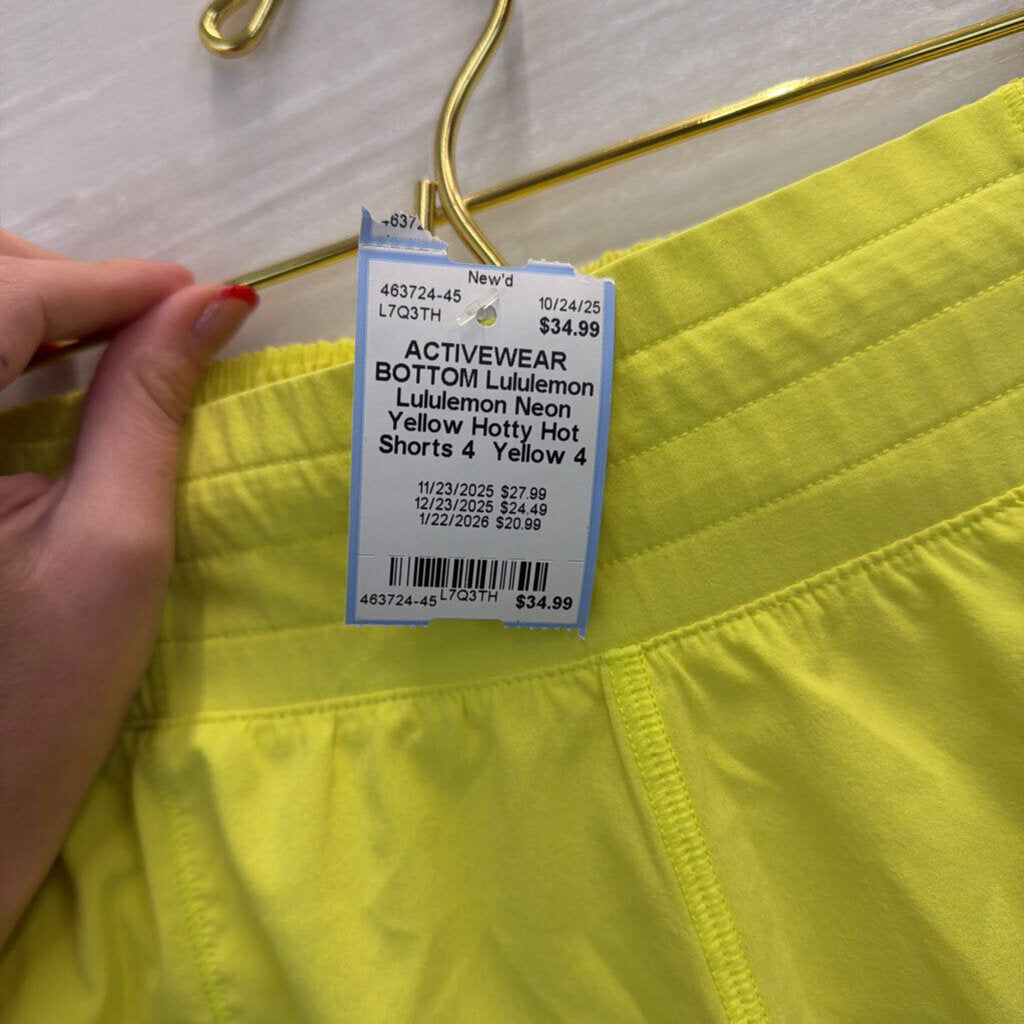 New'd
463724-45
10/24/25
L7Q3TH
$34.99
ACTIVEWEAR
BOTTOM Lululemon
Lululemon Neon
Yellow Hotty Hot
Shorts 4 Yellow 4
11/23/2025 $27.99
12/23/2025 $24.49
1/22/2026 $20.99
463724-45 L7Q3TH $34.99